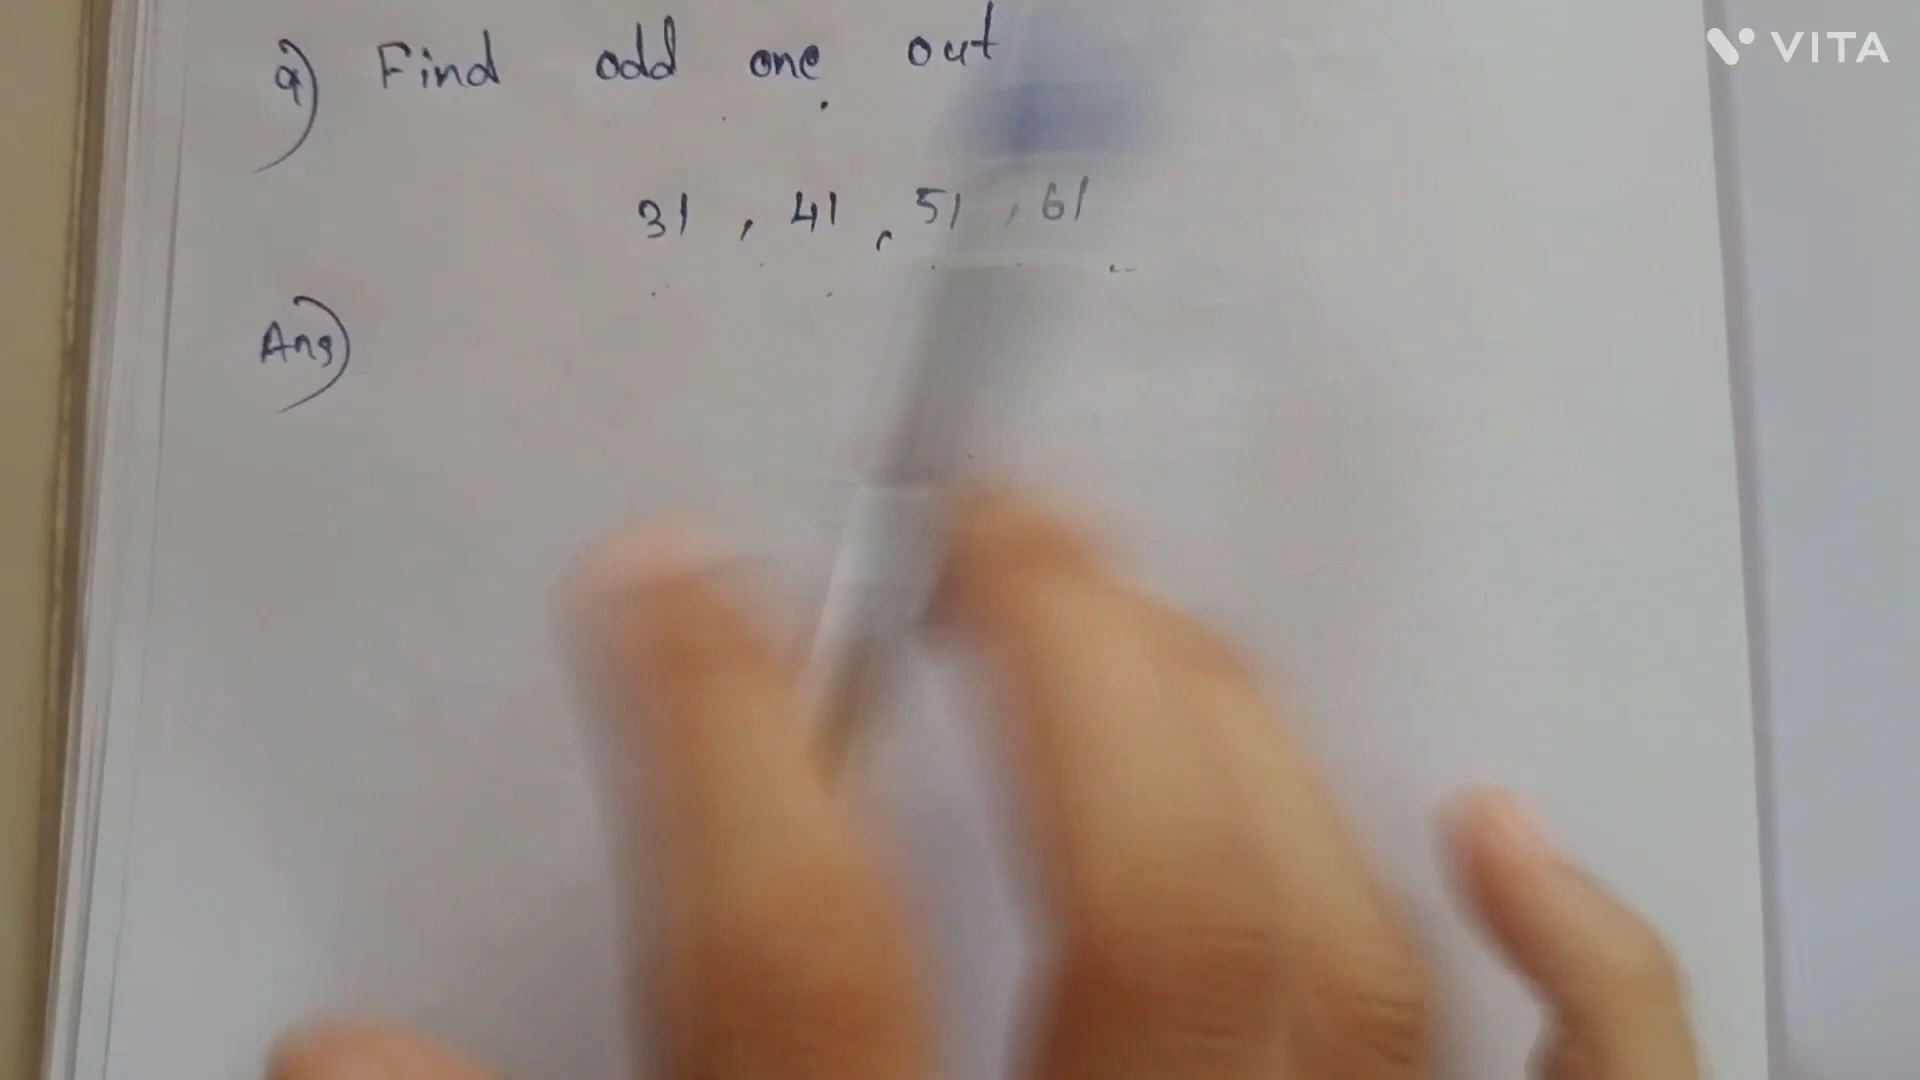 Q) Find odd one out
31 , 41 , 51 , 61
Ans)
VITA